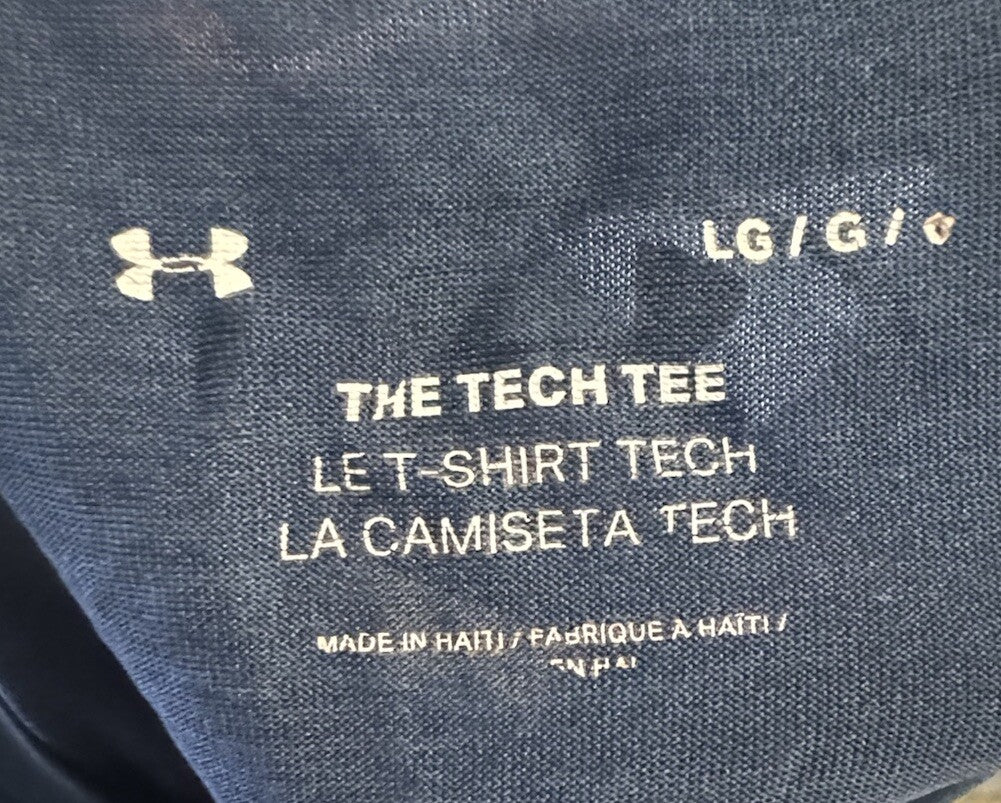 LG / G /
THE TECH TEE
LE T-SHIRT TECH
LA CAMISETA TECH
MADE IN HAITI / FABRIQUE A HAITI /